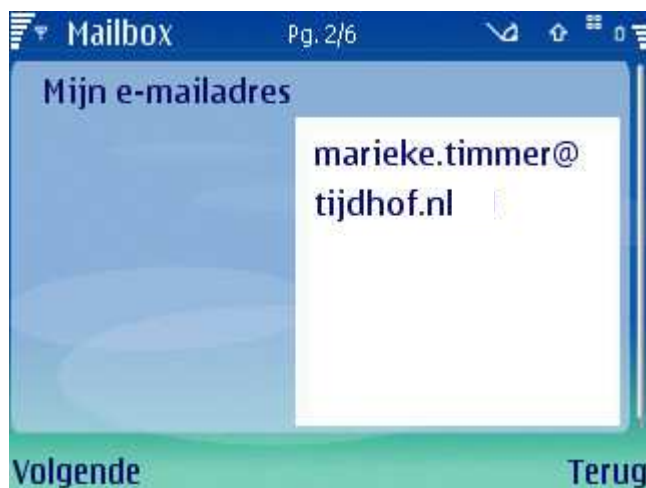 Mailbox Pg. 2/6
Mijn e-mailadres
marieke.timmer@
tijdhof.nl
Volgende Terug